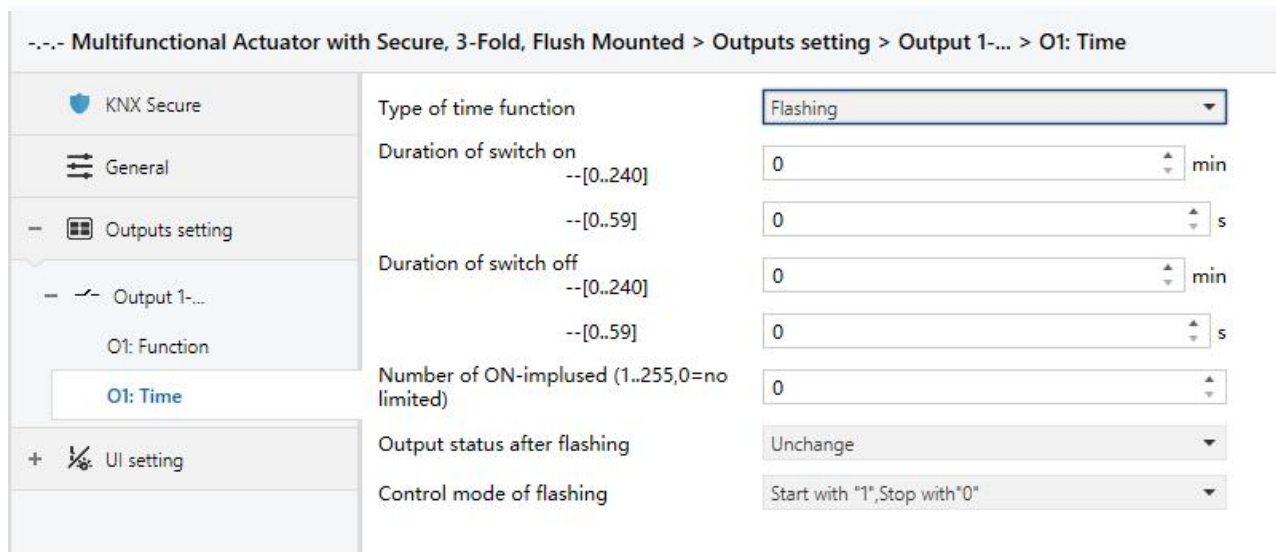 -.-.- Multifunctional Actuator with Secure, 3-Fold, Flush Mounted > Outputs setting > Output 1-... > O1: Time
KNX Secure
General
Outputs setting
Output 1-...
O1: Function
O1: Time
UI setting
Type of time function
Flashing
Duration of switch on
--[0..240]
0
min
--[0..59]
0
s
Duration of switch off
--[0..240]
0
min
--[0..59]
0
s
Number of ON-implused (1..255,0=no
limited)
0
Output status after flashing
Unchange
Control mode of flashing
Start with "1",Stop with"0"